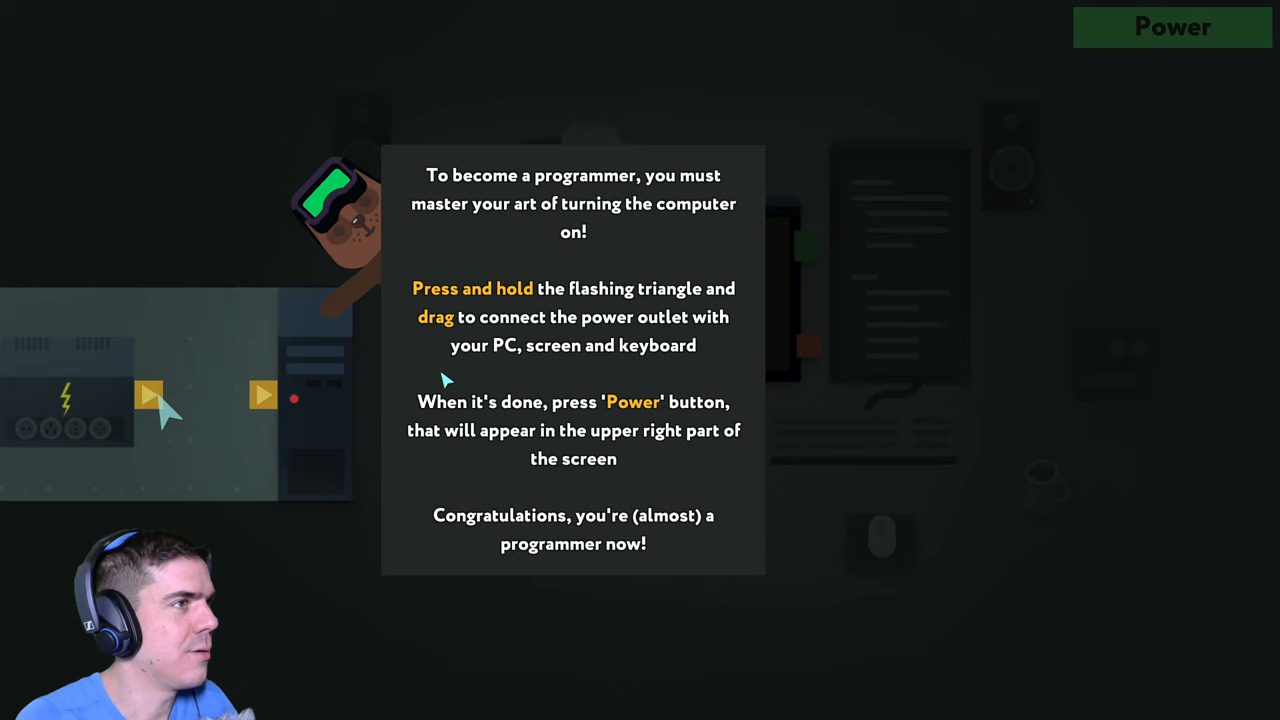 Power
To become a programmer, you must
master your art of turning the computer
on!
Press and hold the flashing triangle and
drag to connect the power outlet with
your PC, screen and keyboard
When it's done, press 'Power' button,
that will appear in the upper right part of
the screen
Congratulations, you're (almost) a
programmer now!